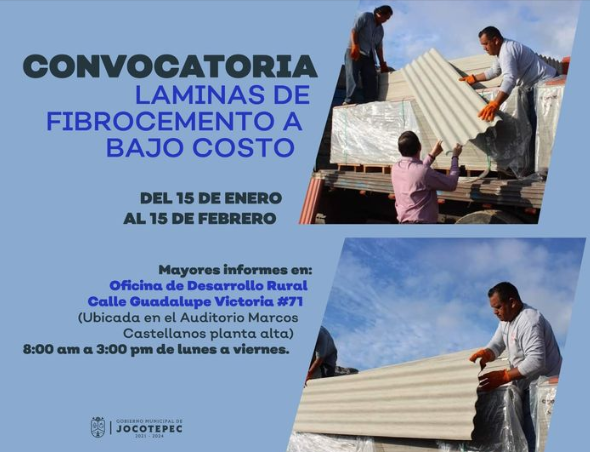 CONVOCATORIA
LAMINAS DE
FIBROCEMENTO A
BAJO COSTO
DEL 15 DE ENERO
AL 15 DE FEBRERO
Mayores informes en:
Oficina de Desarrollo Rural
Calle Guadalupe Victoria #71
(Ubicada en el Auditorio Marcos
Castellanos planta alta)
8:00 am a 3:00 pm de lunes a viernes.
GOBIERNO MUNICIPAL DE
JOCOTEPEC
2021 - 2024